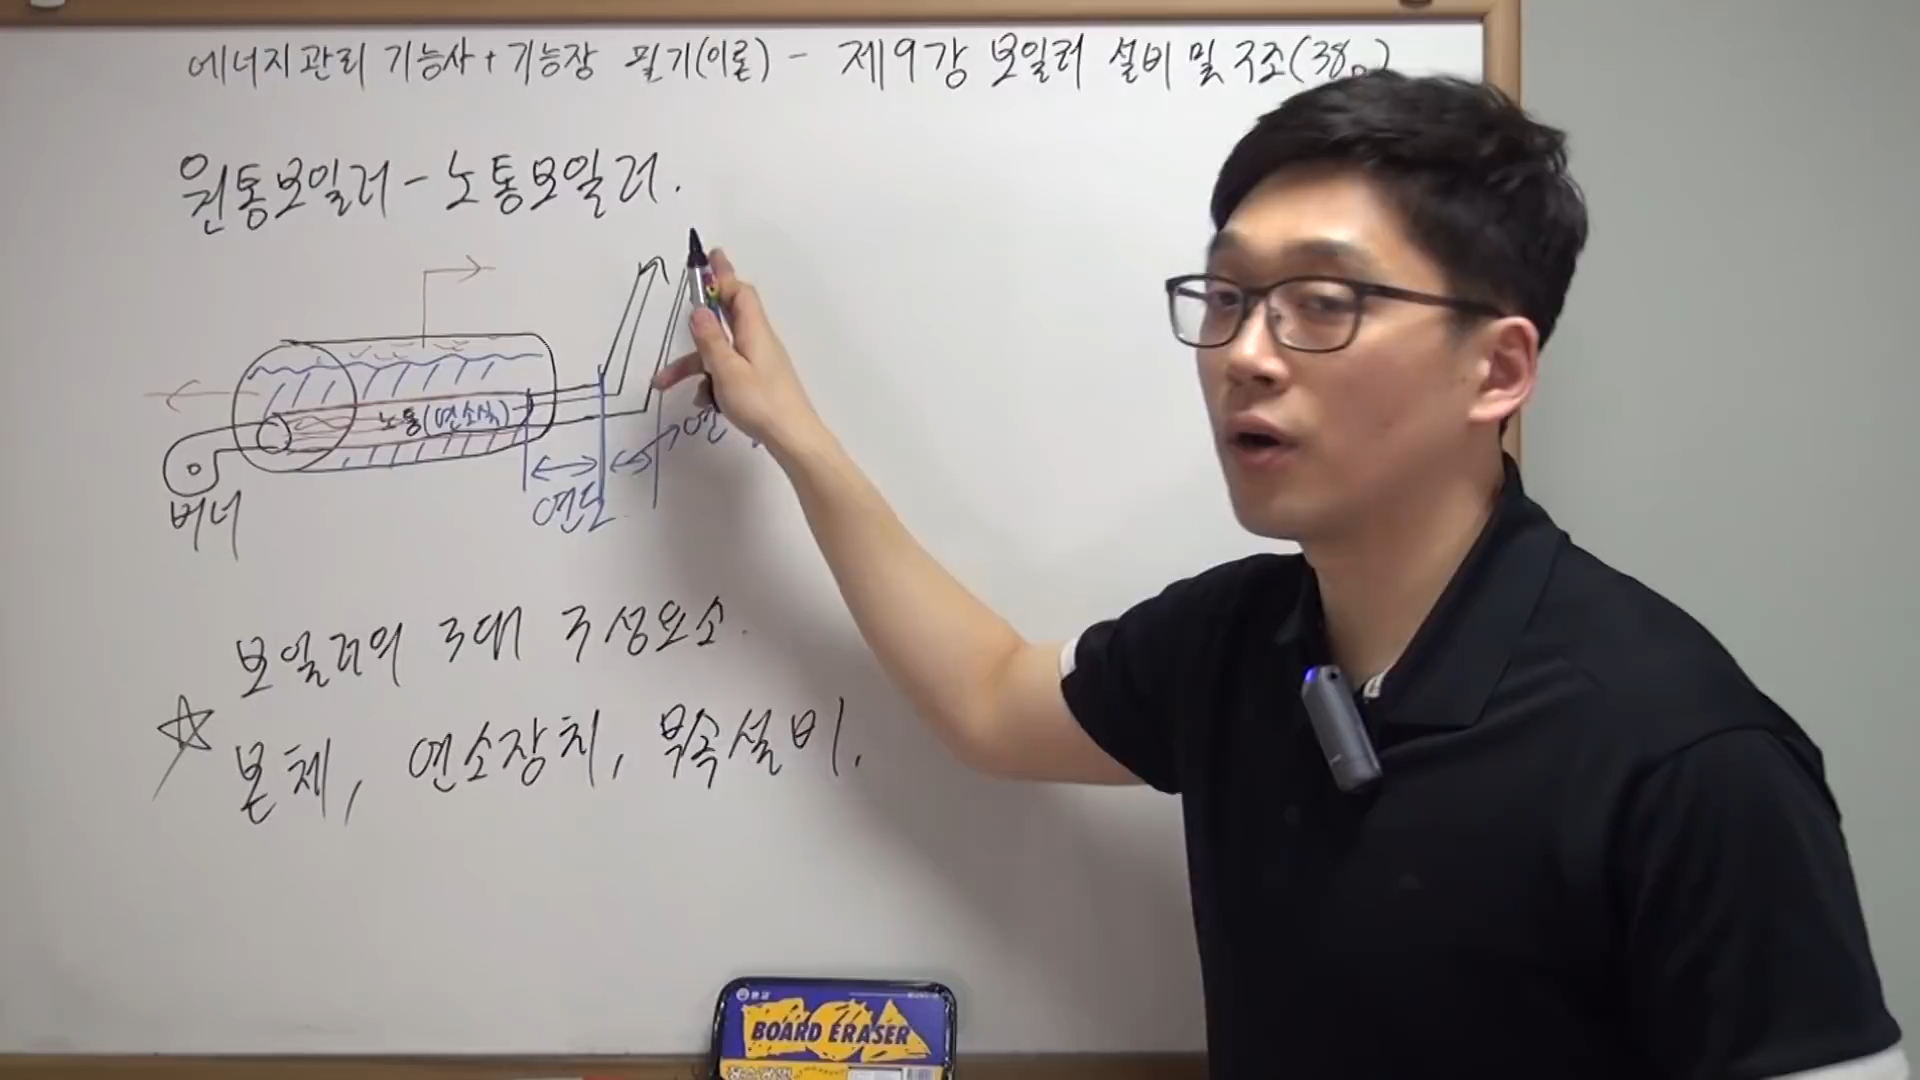 에너지관리 기능사+기능장 필기(이론) - 제9강 보일러 설비 및 구조(38p)
원통보일러 - 노통보일러.
노통(연소실)
연
연도
버너
보일러의 3대 구성요소.
☆ 본체, 연소장치, 부속설비.
BOARD ERASER